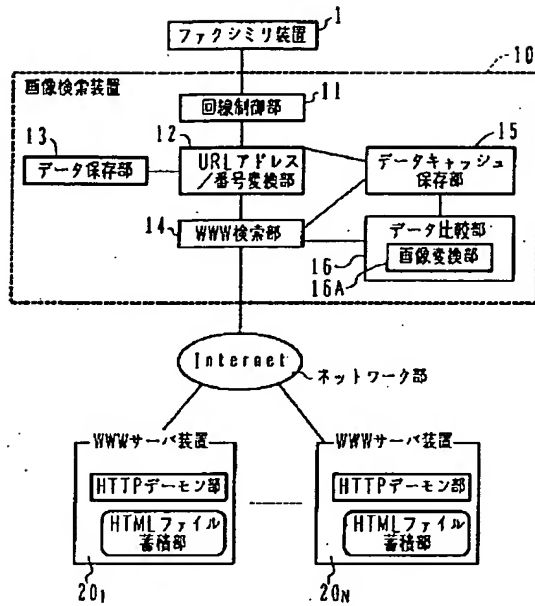 1
ファクシミリ装置
10
画像検索装置
11
回線制御部
13
12
15
データ保存部
URLアドレス
/番号変換部
データキャッシュ
保存部
14
WWW検索部
データ比較部
画像変換部
16
16A
Internet
ネットワーク部
WWWサーバ装置
HTTPデーモン部
HTMLファイル
蓄積部
20₁
WWWサーバ装置
HTTPデーモン部
HTMLファイル
蓄積部
20N